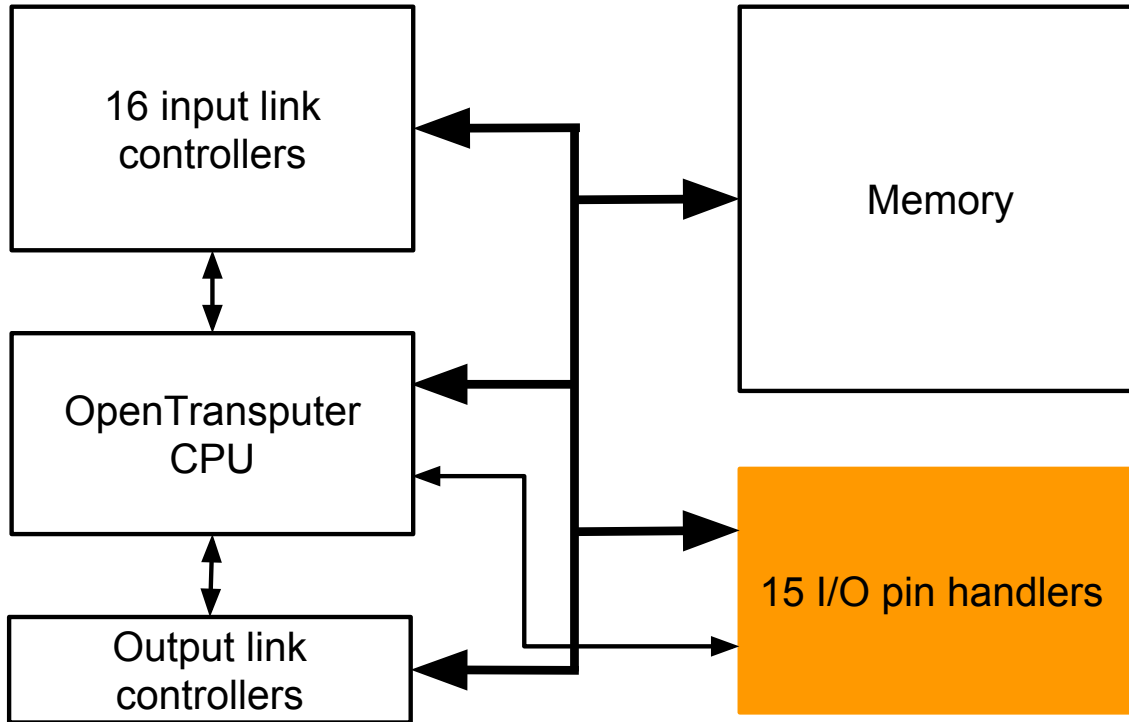 16 input link
controllers
Memory
OpenTransputer
CPU
15 I/O pin handlers
Output link
controllers